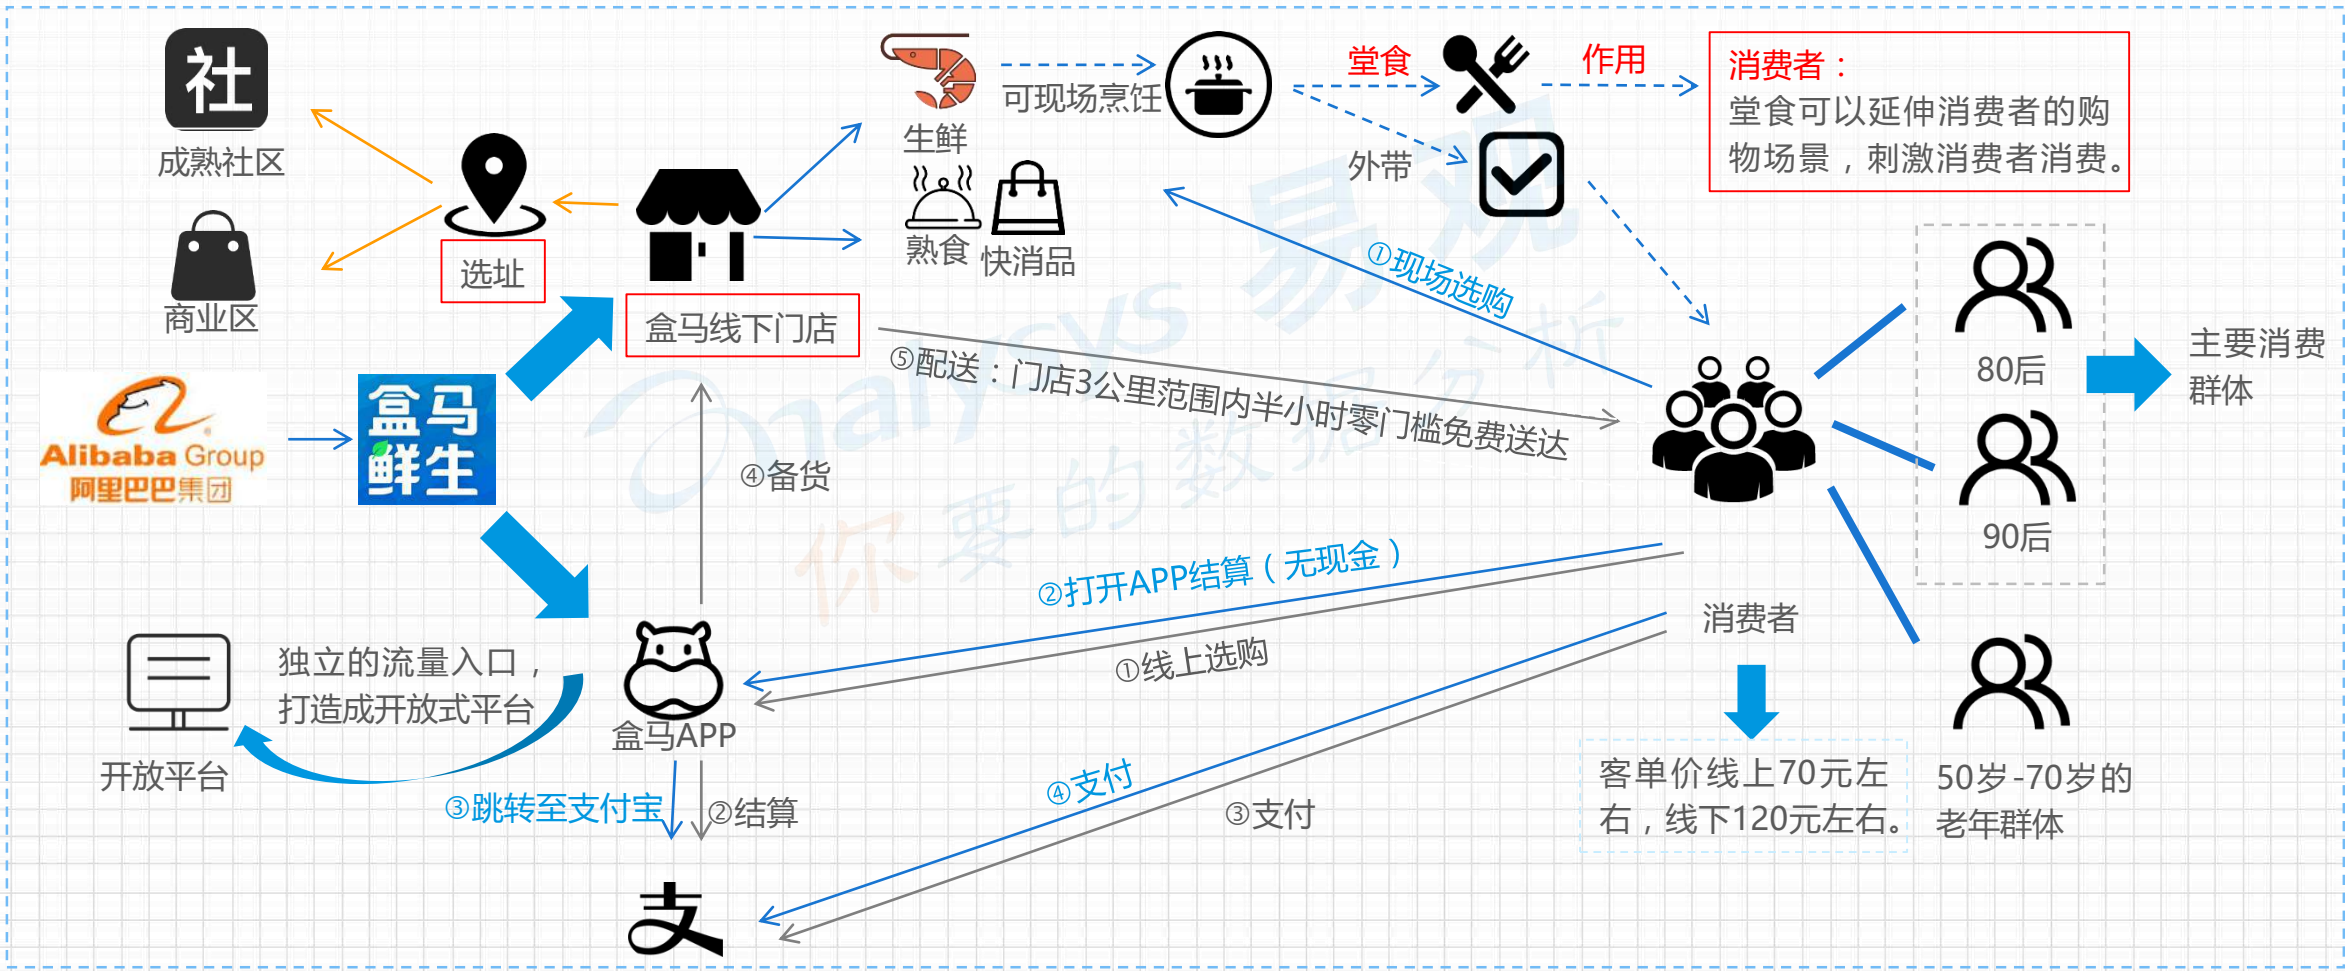 社
成熟社区
商业区
选址
盒马线下门店
生鲜
可现场烹饪
熟食
快消品
堂食
外带
作用
消费者：
堂食可以延伸消费者的购
物场景，刺激消费者消费。
①现场选购
⑤配送：门店3公里范围内半小时零门槛免费送达
80后
90后
主要消费
群体
Alibaba Group
阿里巴巴集团
盒马
鲜生
④备货
②打开APP结算（无现金）
①线上选购
消费者
独立的流量入口，
打造成开放式平台
开放平台
盒马APP
③跳转至支付宝
②结算
④支付
③支付
客单价线上70元左
右，线下120元左右。
50岁-70岁的
老年群体
支
analysys 易观
你要的数据分析